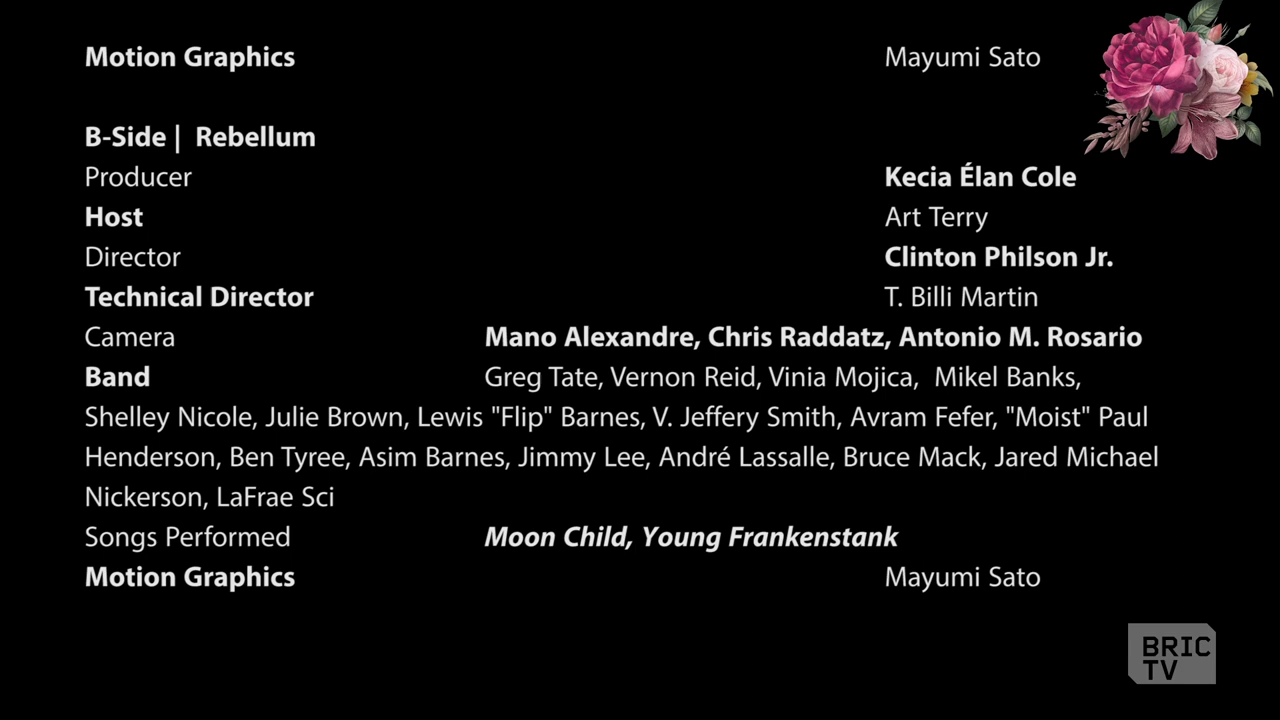 Motion Graphics Mayumi Sato
B-Side | Rebellum
Producer Kecia Élan Cole
Host Art Terry
Director Clinton Philson Jr.
Technical Director T. Billi Martin
Camera Mano Alexandre, Chris Raddatz, Antonio M. Rosario
Band Greg Tate, Vernon Reid, Vinia Mojica, Mikel Banks,
Shelley Nicole, Julie Brown, Lewis "Flip" Barnes, V. Jeffery Smith, Avram Fefer, "Moist" Paul
Henderson, Ben Tyree, Asim Barnes, Jimmy Lee, André Lassalle, Bruce Mack, Jared Michael
Nickerson, LaFrae Sci
Songs Performed Moon Child, Young Frankenstank
Motion Graphics Mayumi Sato
BRIC
TV